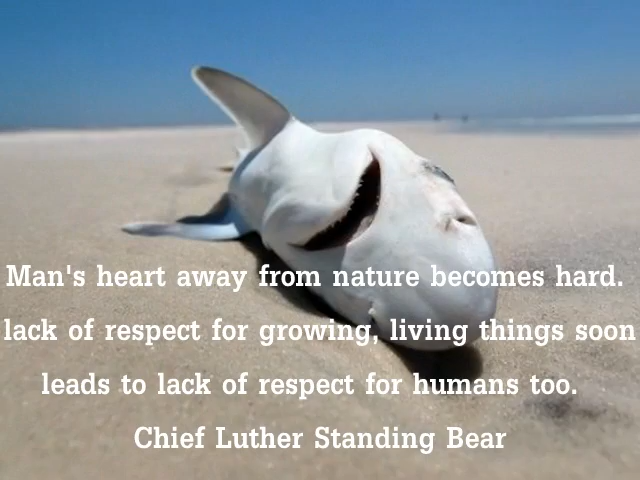 Man's heart away from nature becomes hard.
lack of respect for growing, living things soon
leads to lack of respect for humans too.
Chief Luther Standing Bear